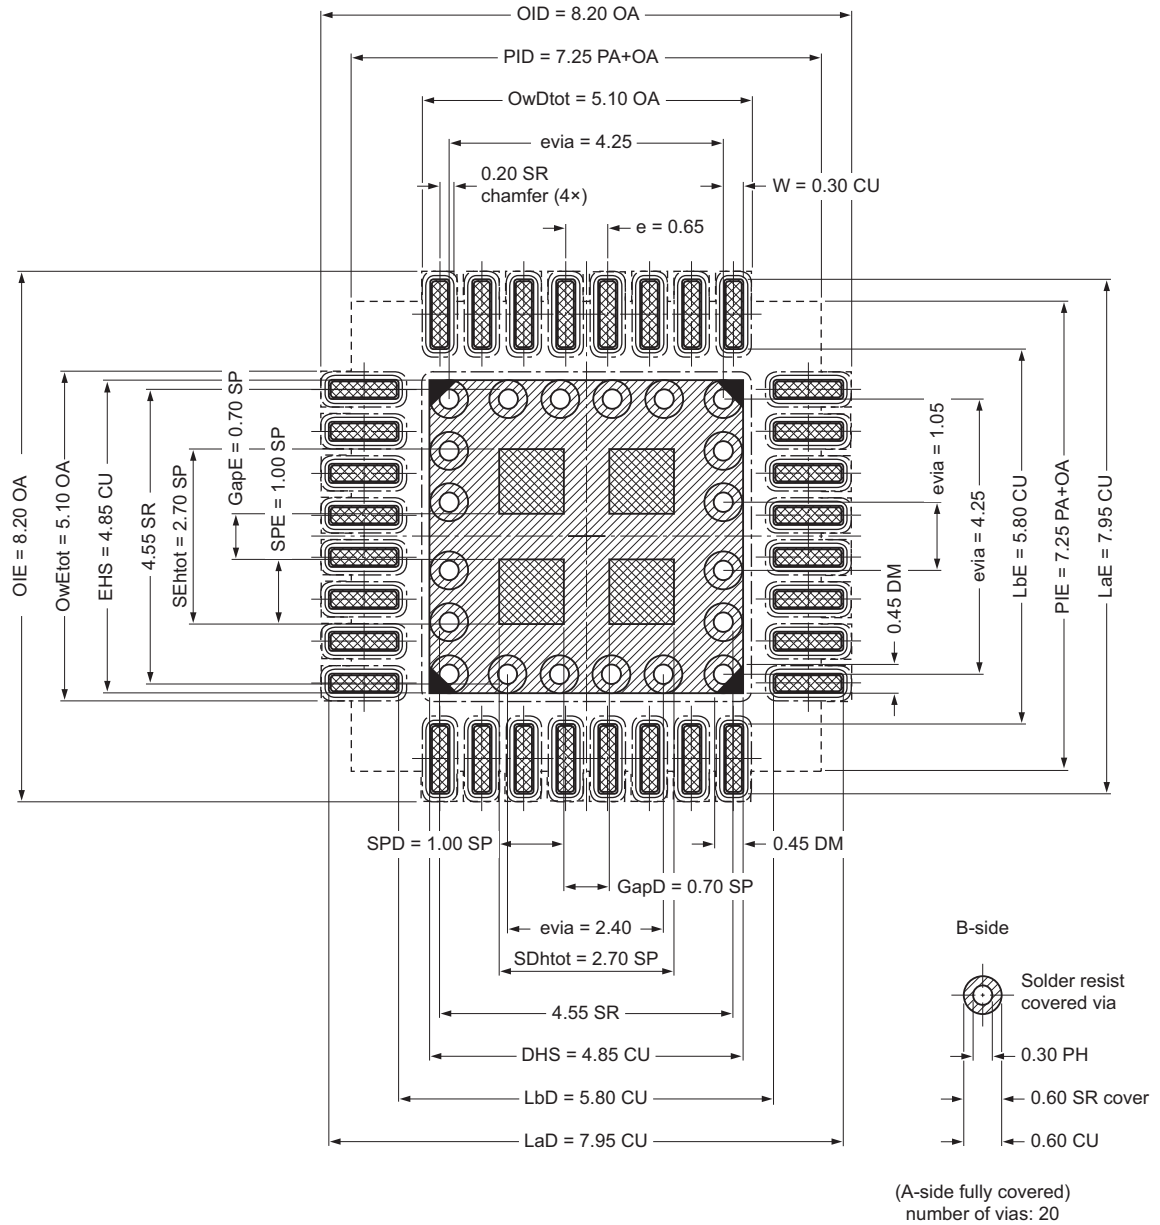 OID = 8.20 OA
PID = 7.25 PA+OA
OwDtot = 5.10 OA
evia = 4.25
0.20 SR
chamfer (4×)
W = 0.30 CU
e = 0.65
OIE = 8.20 OA
OwEtot = 5.10 OA
EHS = 4.85 CU
4.55 SR
SEhtot = 2.70 SP
GapE = 0.70 SP
SPE = 1.00 SP
evia = 1.05
0.45 DM
evia = 4.25
LbE = 5.80 CU
PIE = 7.25 PA+OA
LaE = 7.95 CU
SPD = 1.00 SP
0.45 DM
GapD = 0.70 SP
evia = 2.40
SDhtot = 2.70 SP
4.55 SR
DHS = 4.85 CU
LbD = 5.80 CU
LaD = 7.95 CU
B-side
Solder resist
covered via
0.30 PH
0.60 SR cover
0.60 CU
(A-side fully covered)
number of vias: 20